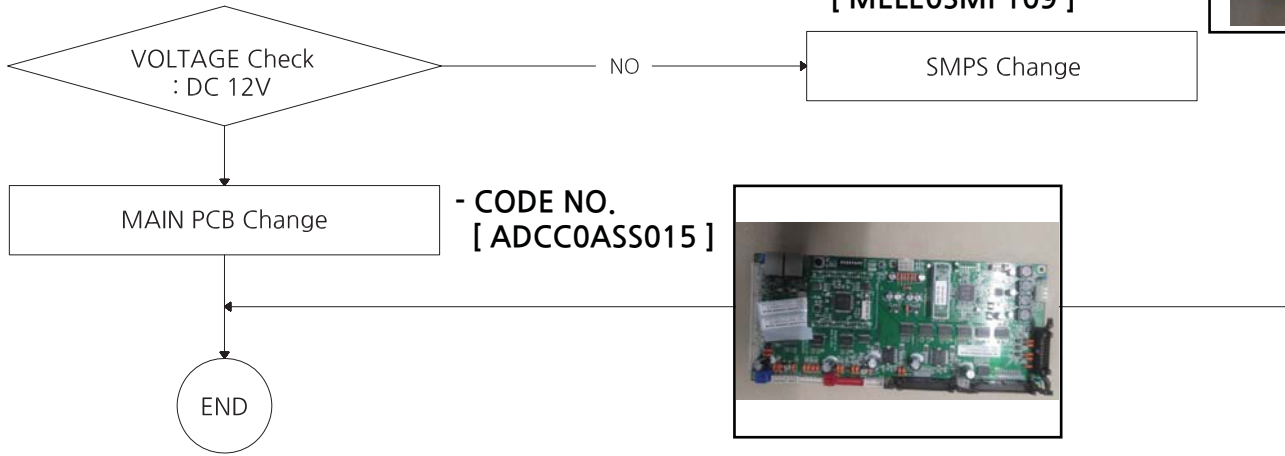 VOLTAGE Check
: DC 12V
NO
SMPS Change
MAIN PCB Change
- CODE NO.
[ ADCC0ASS015 ]
END